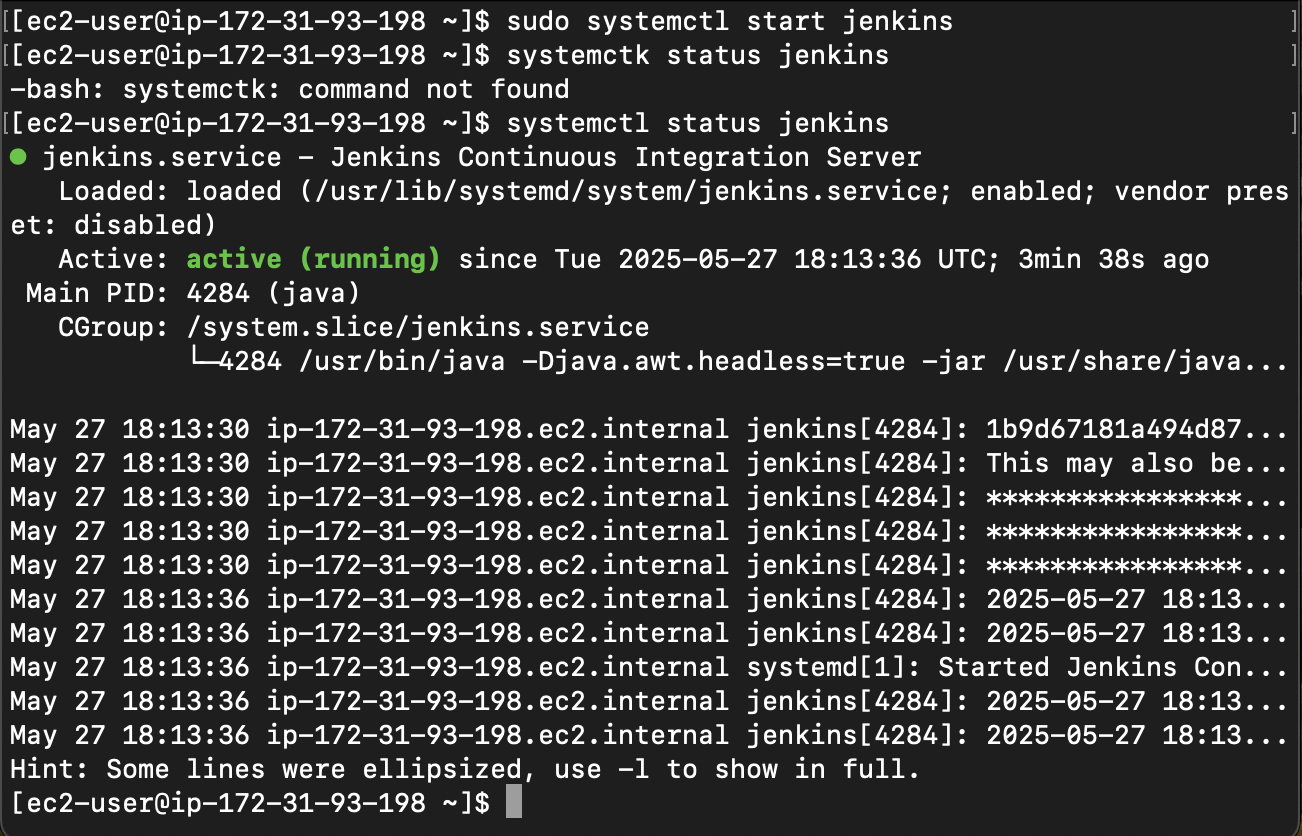 [[ec2-user@ip-172-31-93-198 ~]$ sudo systemctl start jenkins ]
[[ec2-user@ip-172-31-93-198 ~]$ systemctk status jenkins ]
-bash: systemctk: command not found
[[ec2-user@ip-172-31-93-198 ~]$ systemctl status jenkins ]
● jenkins.service - Jenkins Continuous Integration Server
   Loaded: loaded (/usr/lib/systemd/system/jenkins.service; enabled; vendor pres
et: disabled)
   Active: active (running) since Tue 2025-05-27 18:13:36 UTC; 3min 38s ago
 Main PID: 4284 (java)
   CGroup: /system.slice/jenkins.service
           └─4284 /usr/bin/java -Djava.awt.headless=true -jar /usr/share/java...

May 27 18:13:30 ip-172-31-93-198.ec2.internal jenkins[4284]: 1b9d67181a494d87...
May 27 18:13:30 ip-172-31-93-198.ec2.internal jenkins[4284]: This may also be...
May 27 18:13:30 ip-172-31-93-198.ec2.internal jenkins[4284]: ****************...
May 27 18:13:30 ip-172-31-93-198.ec2.internal jenkins[4284]: ****************...
May 27 18:13:30 ip-172-31-93-198.ec2.internal jenkins[4284]: ****************...
May 27 18:13:36 ip-172-31-93-198.ec2.internal jenkins[4284]: 2025-05-27 18:13...
May 27 18:13:36 ip-172-31-93-198.ec2.internal jenkins[4284]: 2025-05-27 18:13...
May 27 18:13:36 ip-172-31-93-198.ec2.internal systemd[1]: Started Jenkins Con...
May 27 18:13:36 ip-172-31-93-198.ec2.internal jenkins[4284]: 2025-05-27 18:13...
May 27 18:13:36 ip-172-31-93-198.ec2.internal jenkins[4284]: 2025-05-27 18:13...
Hint: Some lines were ellipsized, use -l to show in full.
[ec2-user@ip-172-31-93-198 ~]$